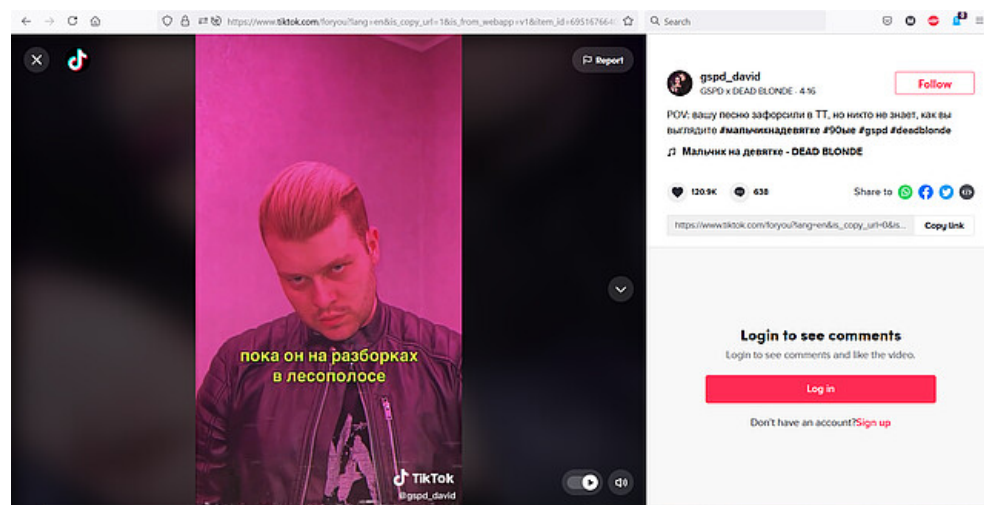 https://www.tiktok.com/foryou?lang=en&is_copy_url=1&is_from_webapp=v1&item_id=695167664
Search
Report
gspd_david
GSPD x DEAD BLONDE · 4-16
Follow
POV: вашу песню зафорсили в ТТ, но никто не знает, как вы
выглядите #мальчикнадевятке #90ые #gspd #deadblonde
Мальчик на девятке - DEAD BLONDE
120.9K
638
Share to
https://www.tiktok.com/foryou?lang=en&is_copy_url=0&is...
Copy link
пока он на разборках
в лесополосе
TikTok
@gspd_david
Login to see comments
Login to see comments and like the video.
Log in
Don't have an account? Sign up